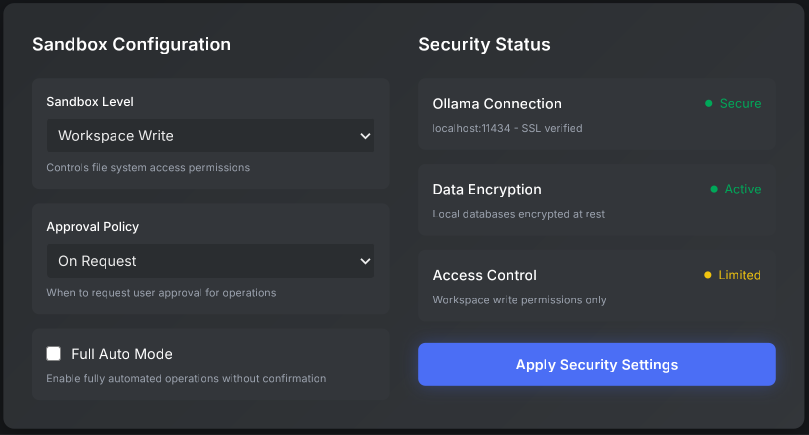 Sandbox Configuration
Sandbox Level
Workspace Write
Controls file system access permissions
Approval Policy
On Request
When to request user approval for operations
Full Auto Mode
Enable fully automated operations without confirmation
Security Status
Ollama Connection
Secure
localhost:11434 - SSL verified
Data Encryption
Active
Local databases encrypted at rest
Access Control
Limited
Workspace write permissions only
Apply Security Settings